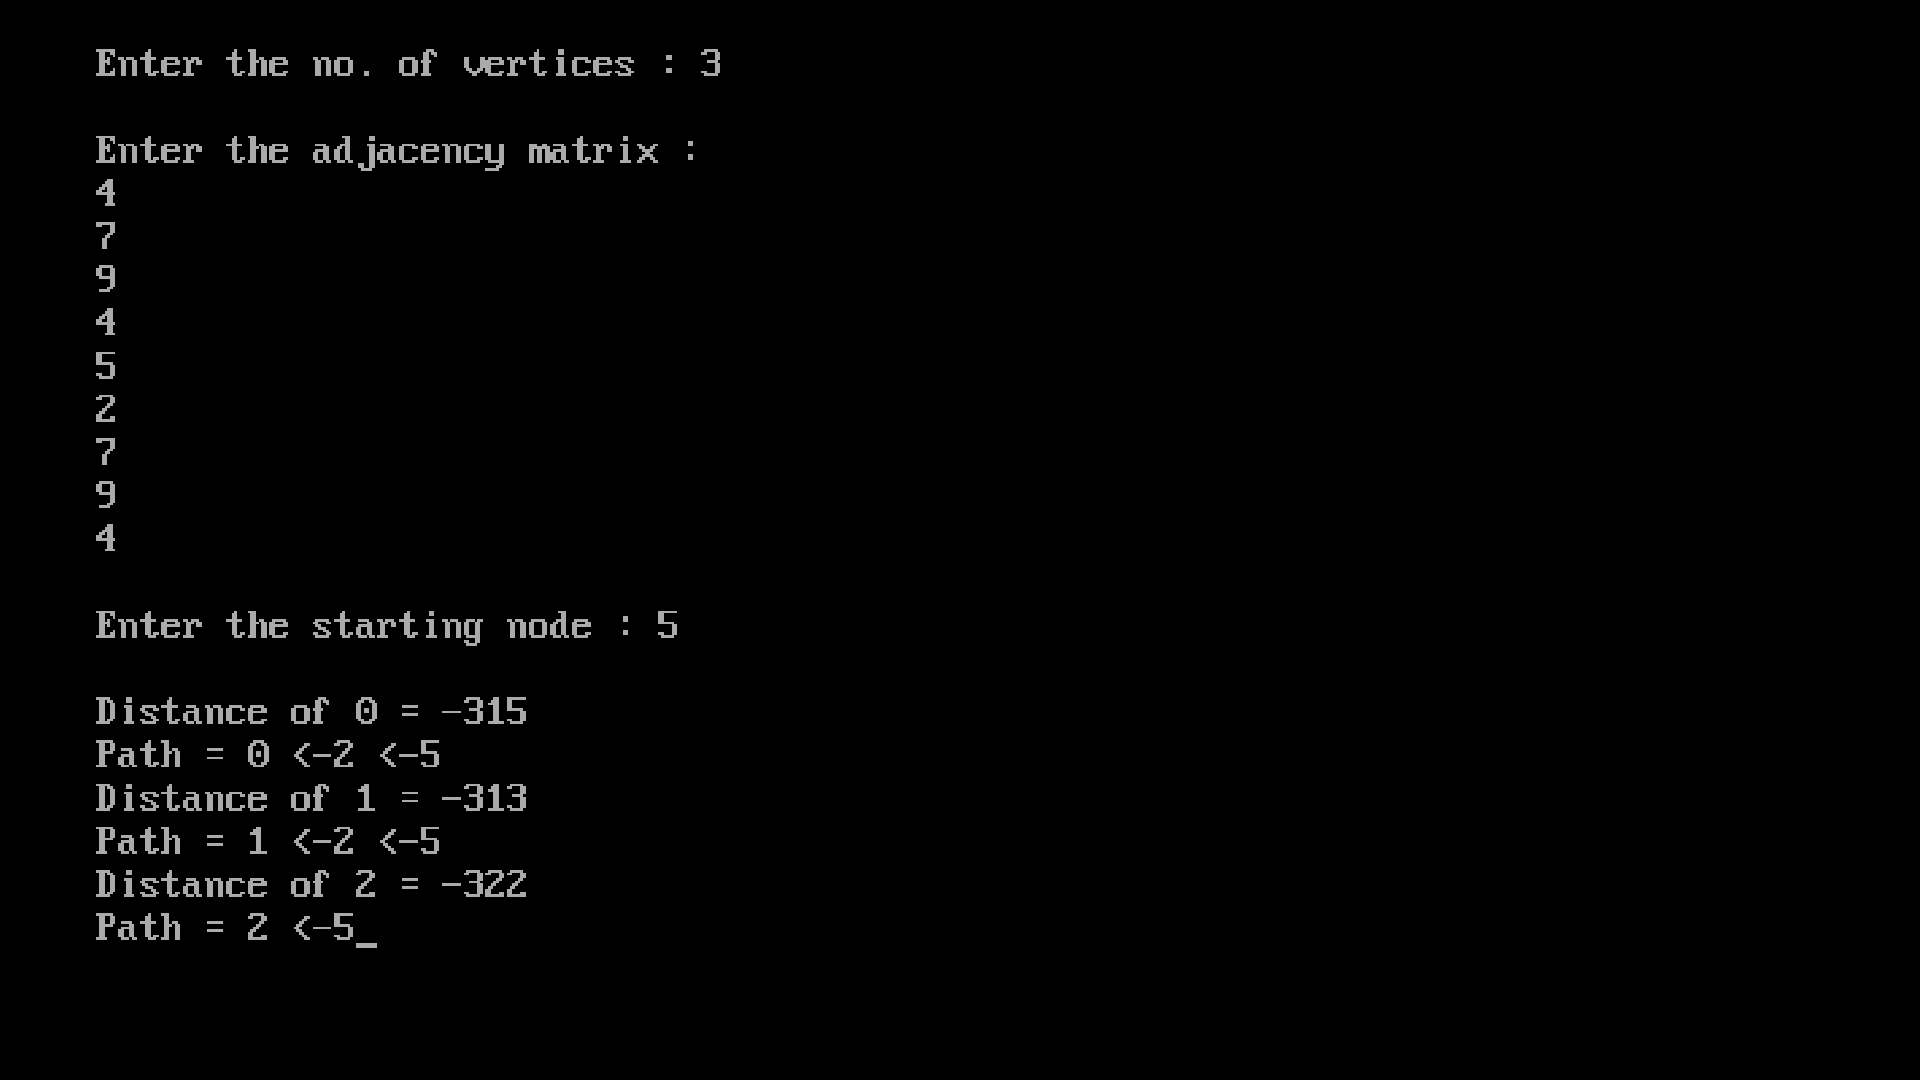 Enter the no. of vertices : 3
Enter the adjacency matrix :
4
7
9
4
5
2
7
9
4
Enter the starting node : 5
Distance of 0 = -315
Path = 0 <-2 <-5
Distance of 1 = -313
Path = 1 <-2 <-5
Distance of 2 = -322
Path = 2 <-5_